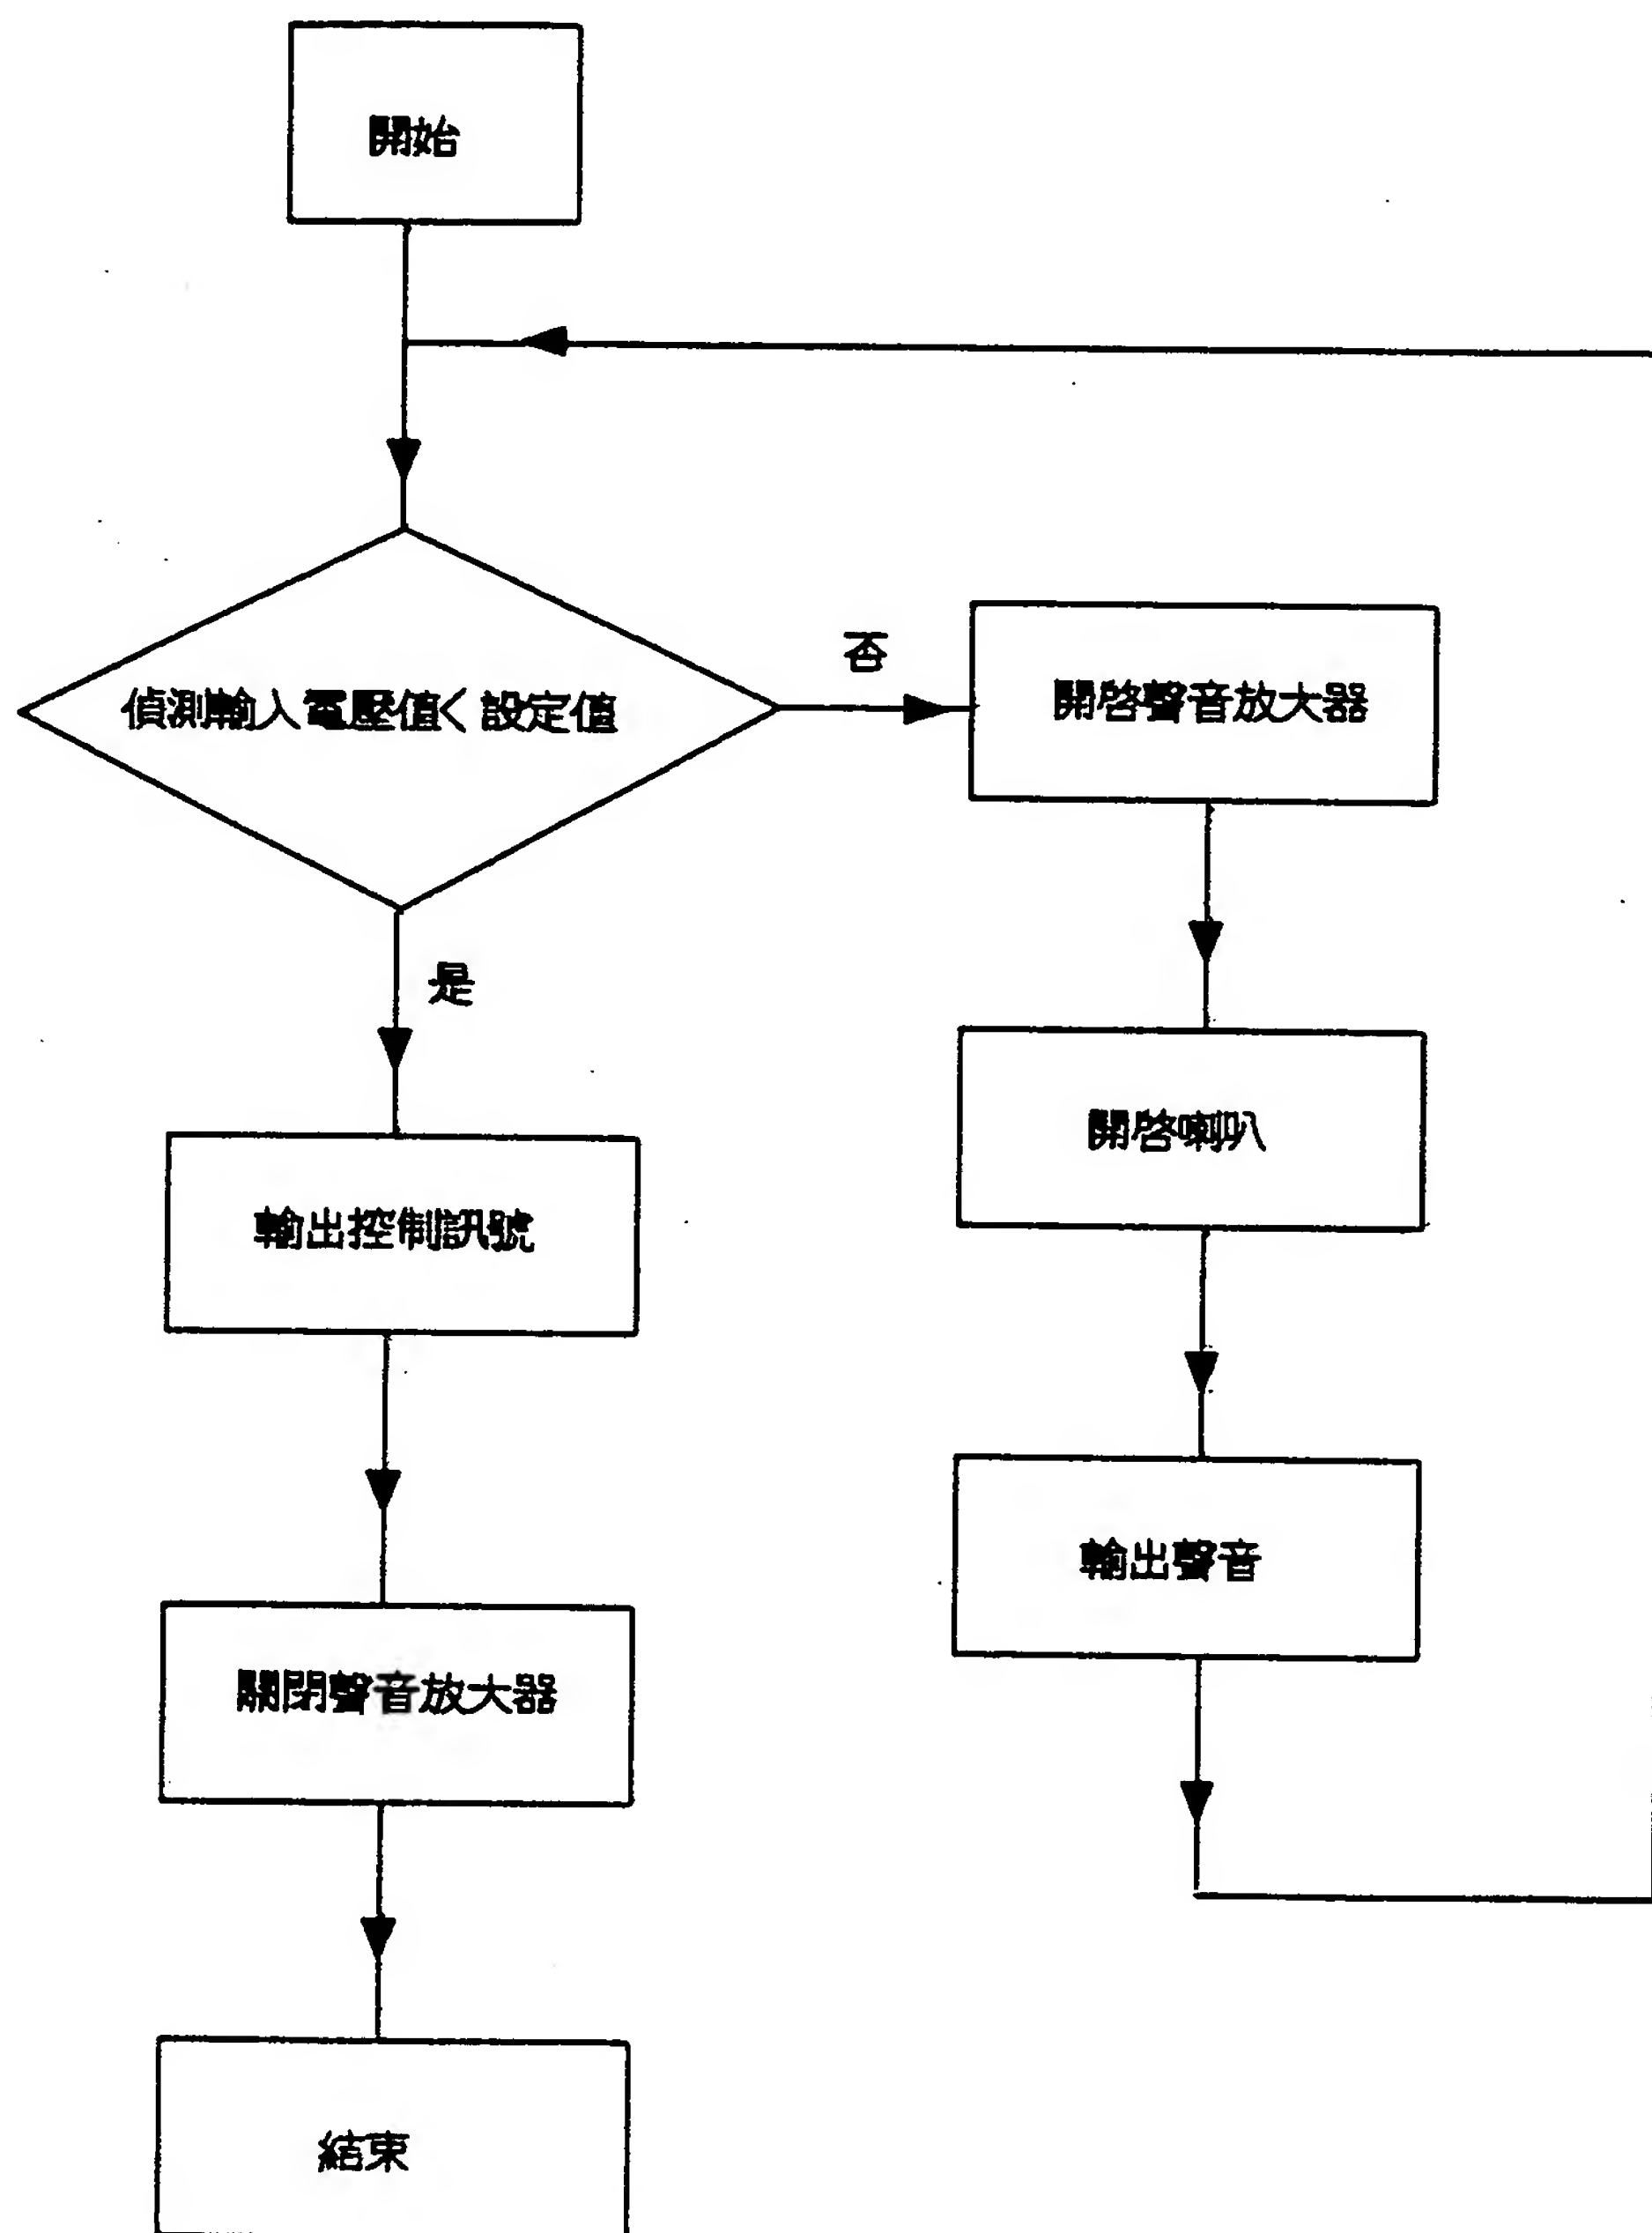 開始
偵測輸入電壓值< 設定值
否
開啓聲音放大器
是
開啓喇叭
輸出控制訊號
輸出聲音
關閉聲音放大器
結束